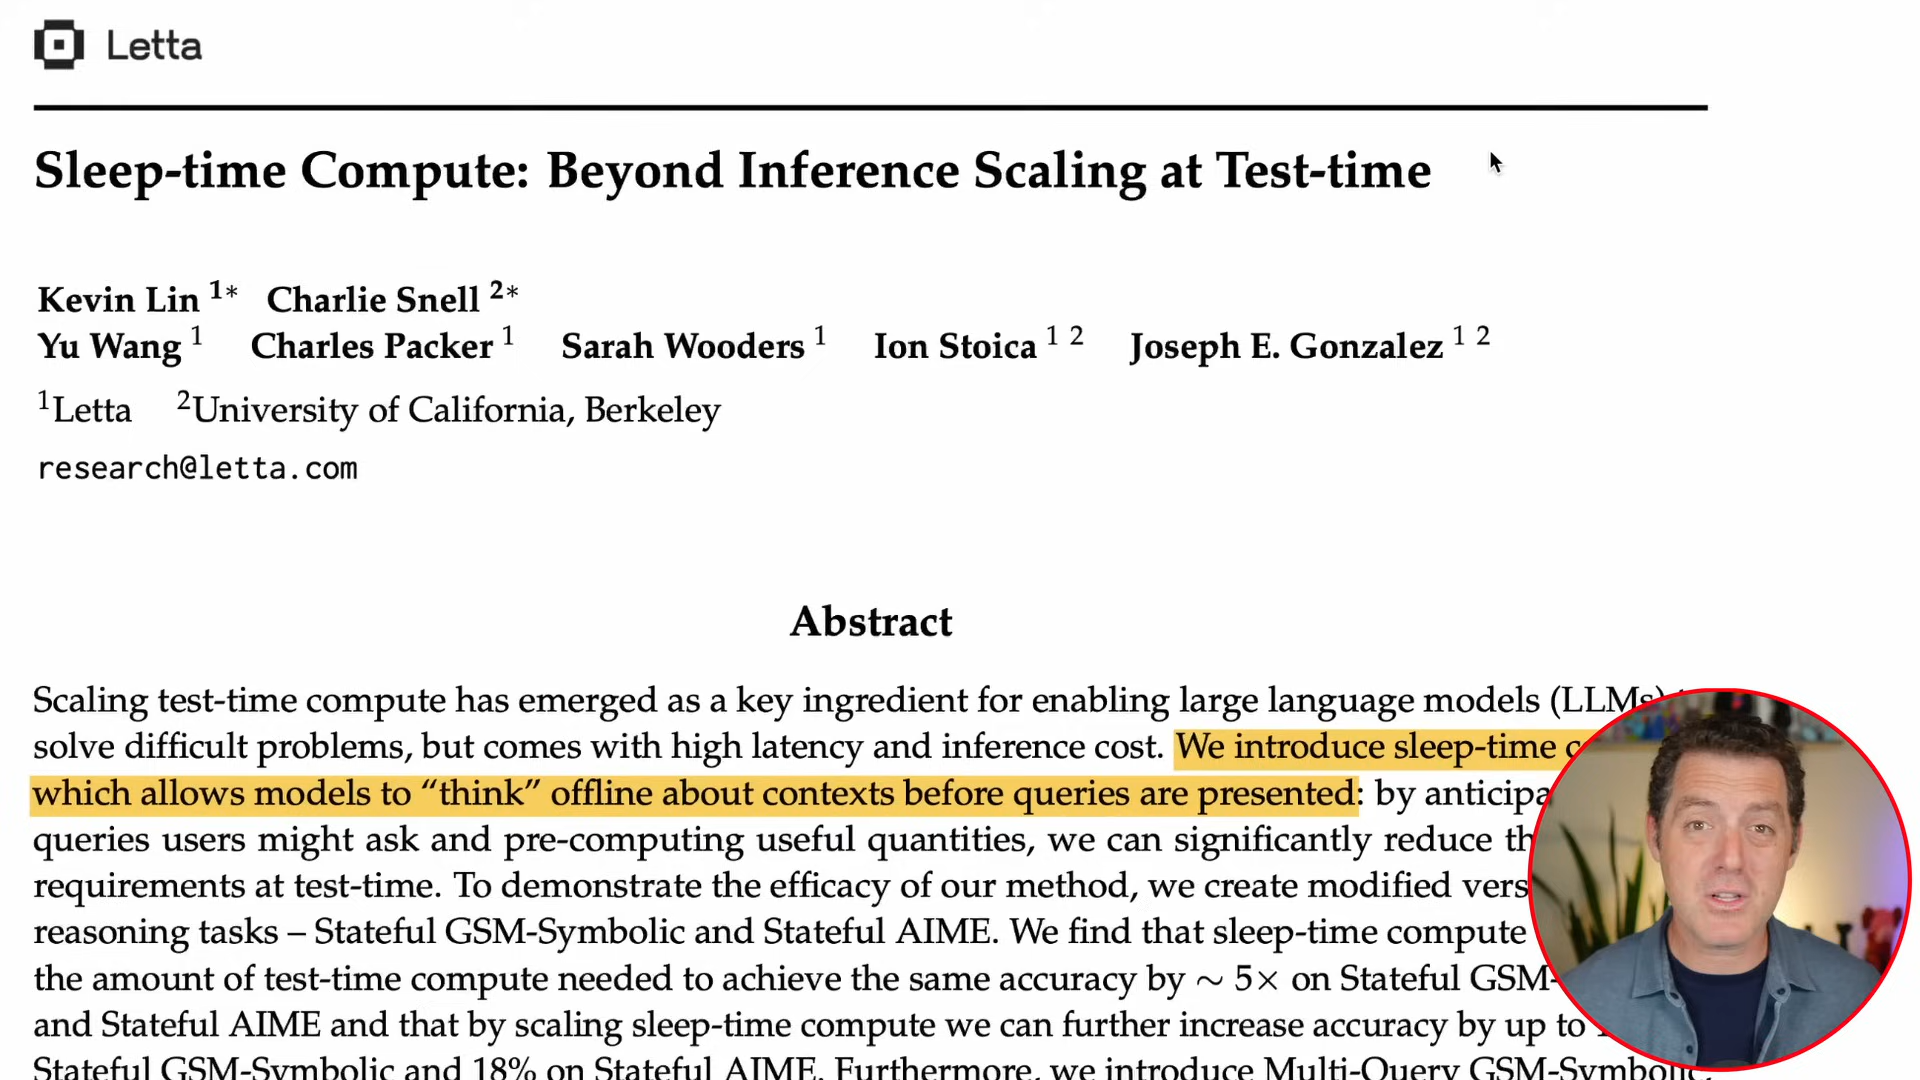 Letta
Sleep-time Compute: Beyond Inference Scaling at Test-time
Kevin Lin 1* Charlie Snell 2*
Yu Wang 1 Charles Packer 1 Sarah Wooders 1 Ion Stoica 1 2 Joseph E. Gonzalez 1 2
1Letta 2University of California, Berkeley
research@letta.com
Abstract
Scaling test-time compute has emerged as a key ingredient for enabling large language models (LLMs)
solve difficult problems, but comes with high latency and inference cost. We introduce sleep-time
which allows models to “think” offline about contexts before queries are presented: by
queries users might ask and pre-computing useful quantities, we can significantly reduce
requirements at test-time. To demonstrate the efficacy of our method, we create modified
reasoning tasks – Stateful GSM-Symbolic and Stateful AIME. We find that sleep-time compute
the amount of test-time compute needed to achieve the same accuracy by ∼ 5× on Stateful GSM-
and Stateful AIME and that by scaling sleep-time compute we can further increase accuracy by up to
Stateful GSM-Symbolic and 18% on Stateful AIME. Furthermore, we introduce Multi-Query GSM-Symbolic,